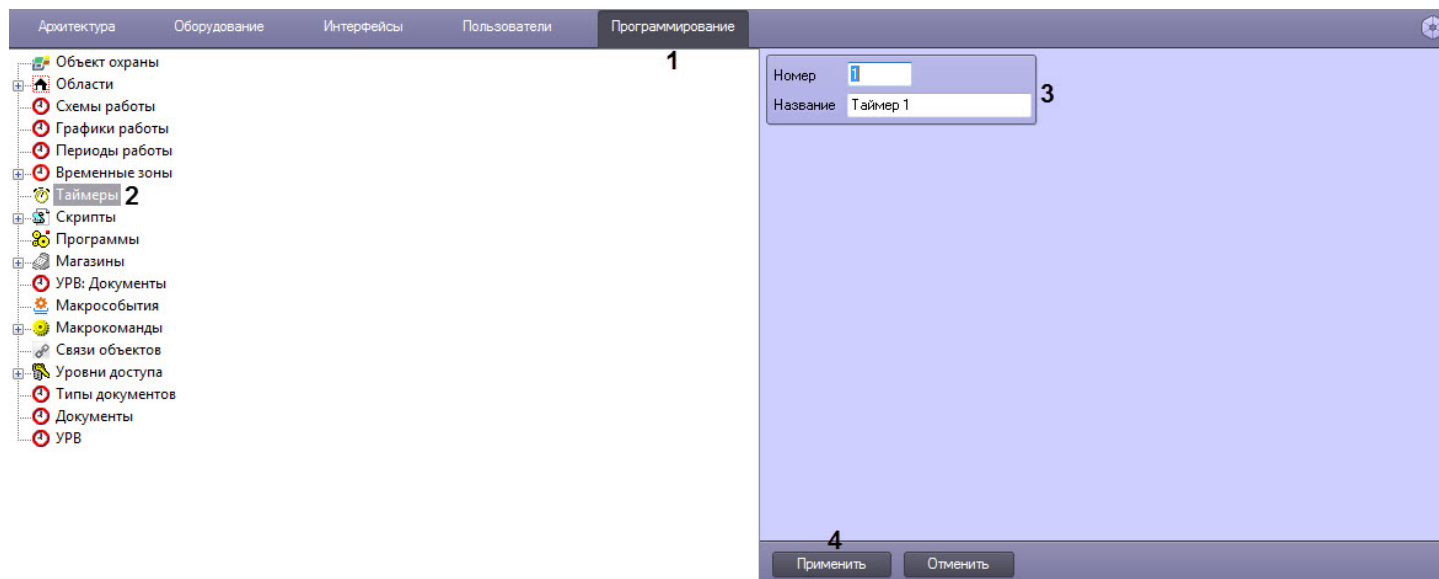 Архитектура Оборудование Интерфейсы Пользователи Программирование
1
Объект охраны
Области
Схемы работы
Графики работы
Периоды работы
Временные зоны
Таймеры 2
Скрипты
Программы
Магазины
УРВ: Документы
Макрособытия
Макрокоманды
Связи объектов
Уровни доступа
Типы документов
Документы
УРВ
Номер 1
Название Таймер 1
3
4
Применить Отменить